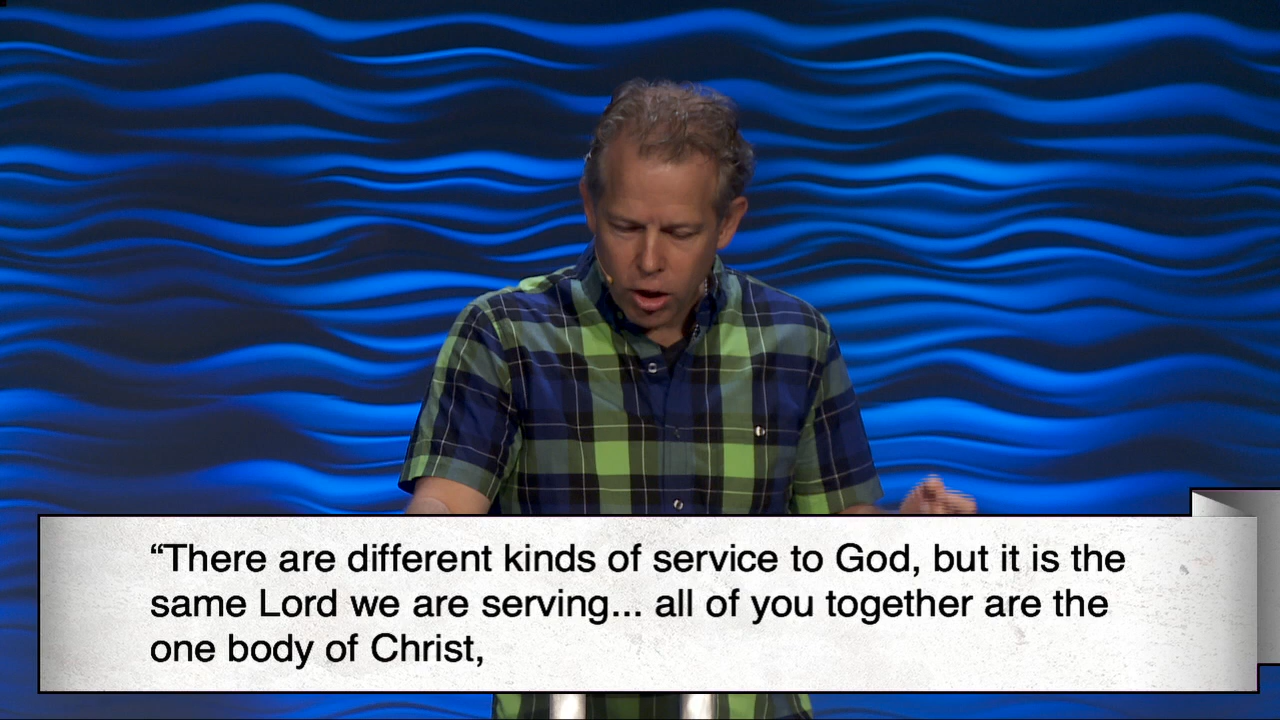 “There are different kinds of service to God, but it is the
same Lord we are serving... all of you together are the
one body of Christ,